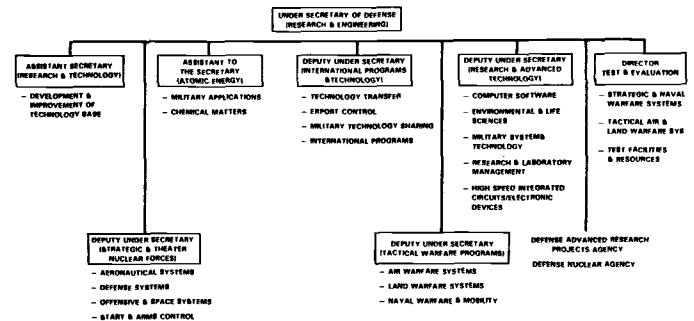 UNDER SECRETARY OF DEFENSE
(RESEARCH & ENGINEERING)
ASSISTANT SECRETARY
(RESEARCH & TECHNOLOGY)
– DEVELOPMENT &
IMPROVEMENT OF
TECHNOLOGY BASE
ASSISTANT TO
THE SECRETARY
(ATOMIC ENERGY)
– MILITARY APPLICATIONS
– CHEMICAL MATTERS
DEPUTY UNDER SECRETARY
(INTERNATIONAL PROGRAMS
& TECHNOLOGY)
– TECHNOLOGY TRANSFER
– EXPORT CONTROL
– MILITARY TECHNOLOGY SHARING
– INTERNATIONAL PROGRAMS
DEPUTY UNDER SECRETARY
(RESEARCH & ADVANCED
TECHNOLOGY)
– COMPUTER SOFTWARE
– ENVIRONMENTAL & LIFE
SCIENCES
– MILITARY SYSTEMS
TECHNOLOGY
– RESEARCH & LABORATORY
MANAGEMENT
– HIGH SPEED INTEGRATED
CIRCUITS/ELECTRONIC
DEVICES
DIRECTOR
TEST & EVALUATION
– STRATEGIC & NAVAL
WARFARE SYSTEMS
– TACTICAL AIR &
LAND WARFARE SYS
– TEST FACILITIES
& RESOURCES
DEPUTY UNDER SECRETARY
(STRATEGIC & THEATER
NUCLEAR FORCES)
– AERONAUTICAL SYSTEMS
– DEFENSE SYSTEMS
– OFFENSIVE & SPACE SYSTEMS
– START & ARMS CONTROL
DEPUTY UNDER SECRETARY
(TACTICAL WARFARE PROGRAMS)
– AIR WARFARE SYSTEMS
– LAND WARFARE SYSTEMS
– NAVAL WARFARE & MOBILITY
DEFENSE ADVANCED RESEARCH
PROJECTS AGENCY
DEFENSE NUCLEAR AGENCY